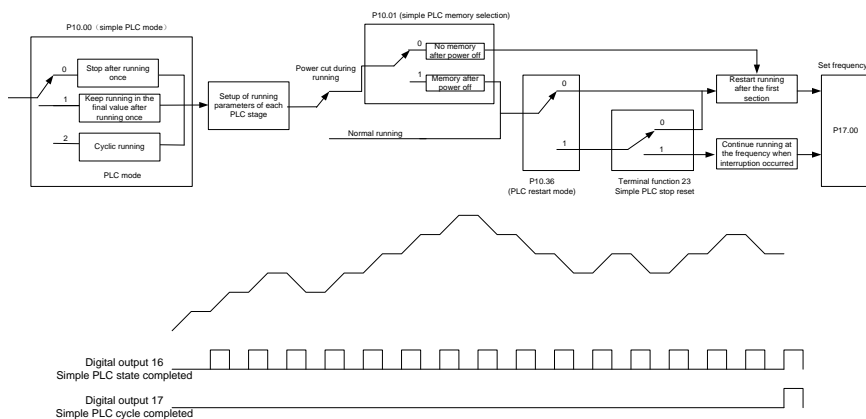 P10.00（simple PLC mode）
0
Stop after running
once
1
Keep running in the
final value after
running once
2
Cyclic running
PLC mode
Setup of running
parameters of each
PLC stage
Power cut during
running
Normal running
P10.01 (simple PLC memory selection)
0
No memory
after power off
1
Memory after
power off
0
1
P10.36
(PLC restart mode)
0
1
Terminal function 23
Simple PLC stop reset
Restart running
after the first
section
Continue running at
the frequency when
interruption occurred
Set frequency
P17.00
Digital output 16
Simple PLC state completed
Digital output 17
Simple PLC cycle completed